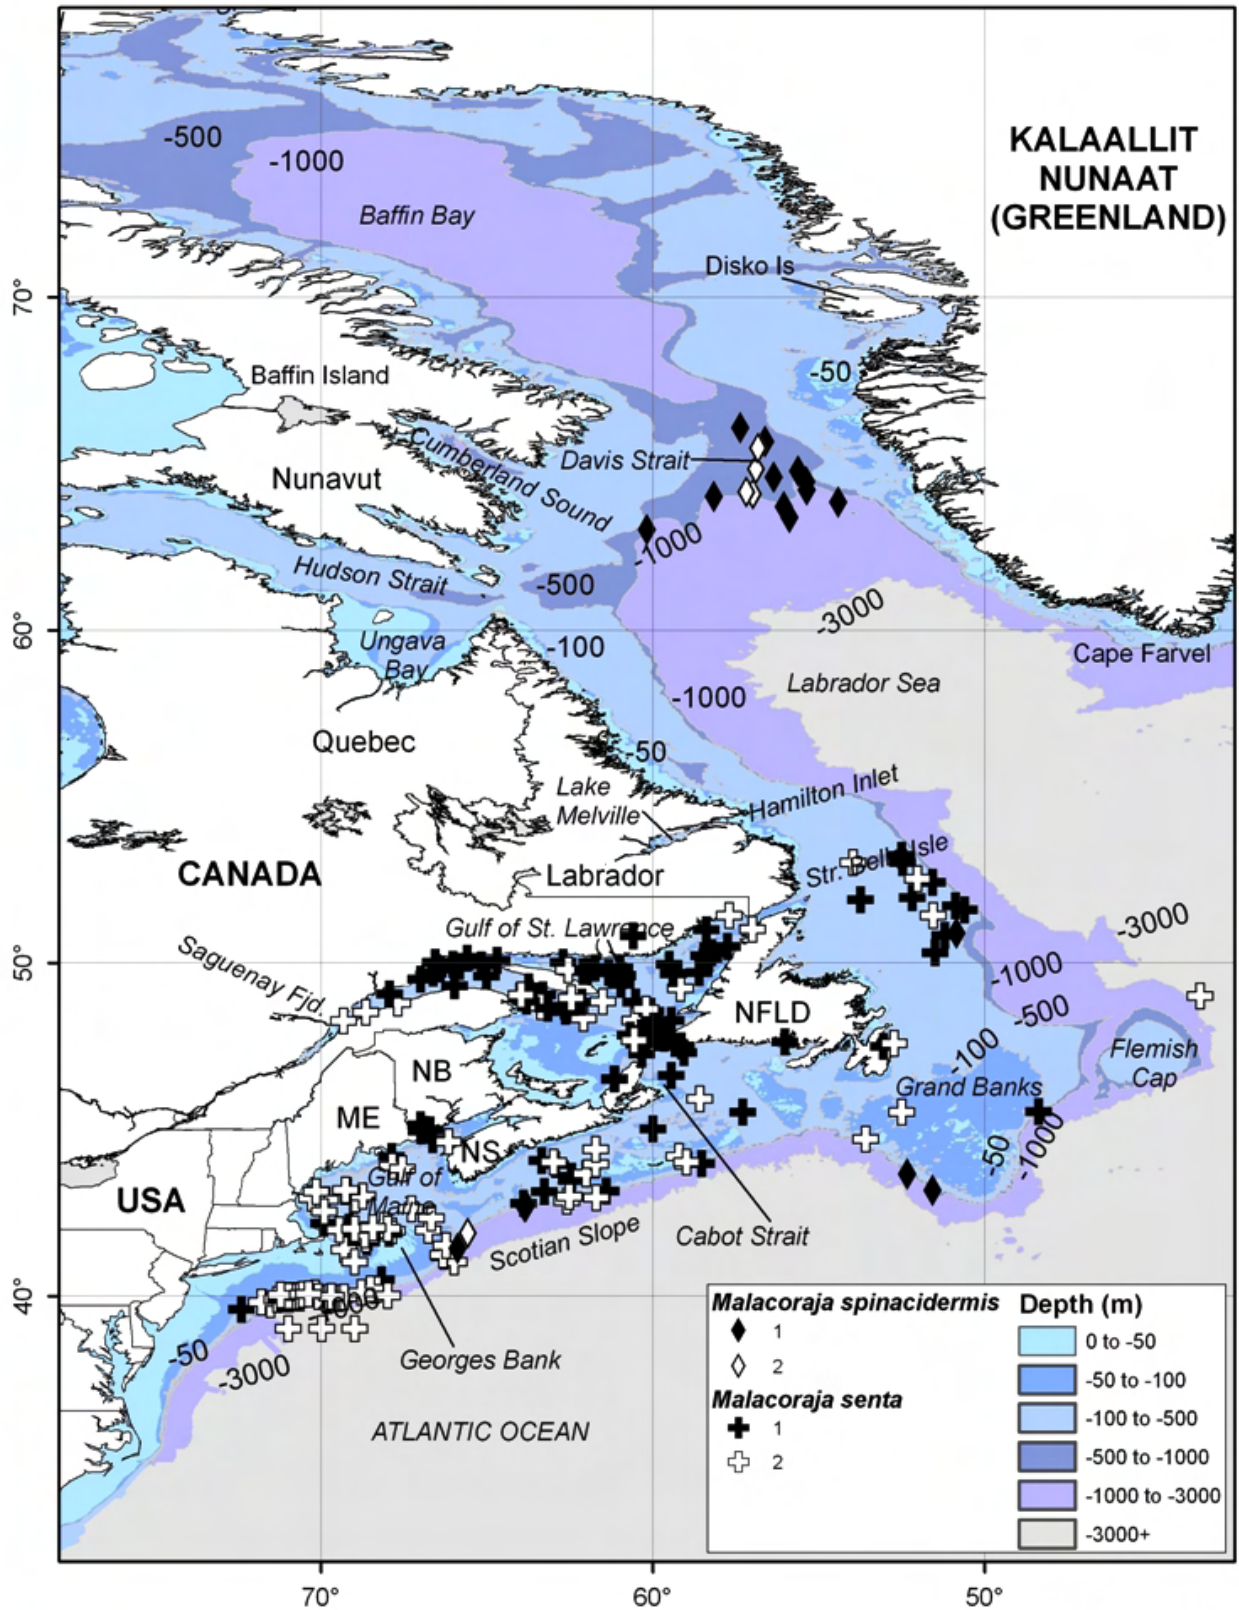 -500
-1000
Baffin Bay
KALAALLIT
NUNAAT
(GREENLAND)
Disko Is
70°
-50
Baffin Island
Cumberland Sound
Davis Strait
Nunavut
-1000
Hudson Strait
-500
-3000
60°
Ungava
Bay
-100
Cape Farvel
Labrador Sea
-1000
Quebec
-50
Lake
Melville
Hamilton Inlet
CANADA
Labrador
Str. Belle Isle
Gulf of St. Lawrence
-3000
Saguenay Fjd.
50°
-1000
-500
NFLD
-100
Flemish
Cap
NB
Grand Banks
ME
NS
-50
-1000
Gulf of
Maine
USA
Scotian Slope
Cabot Strait
40°
-1000
-50
-3000
Georges Bank
ATLANTIC OCEAN
Malacoraja spinacidermis
1
2
Malacoraja senta
1
2
Depth (m)
0 to -50
-50 to -100
-100 to -500
-500 to -1000
-1000 to -3000
-3000+
70°
60°
50°